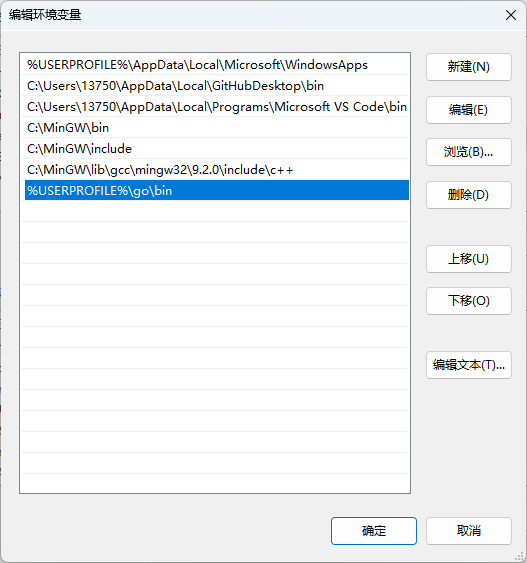 编辑环境变量
%USERPROFILE%\AppData\Local\Microsoft\WindowsApps
C:\Users\13750\AppData\Local\GitHubDesktop\bin
C:\Users\13750\AppData\Local\Programs\Microsoft VS Code\bin
C:\MinGW\bin
C:\MinGW\include
C:\MinGW\lib\gcc\mingw32\9.2.0\include\c++
%USERPROFILE%\go\bin
新建(N)
编辑(E)
浏览(B)...
删除(D)
上移(U)
下移(O)
编辑文本(T)...
确定
取消